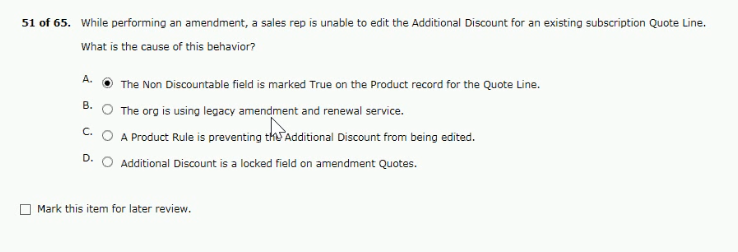 51 of 65. While performing an amendment, a sales rep is unable to edit the Additional Discount for an existing subscription Quote Line.
What is the cause of this behavior?
A. The Non Discountable field is marked True on the Product record for the Quote Line.
B. The org is using legacy amendment and renewal service.
C. A Product Rule is preventing the Additional Discount from being edited.
D. Additional Discount is a locked field on amendment Quotes.
Mark this item for later review.